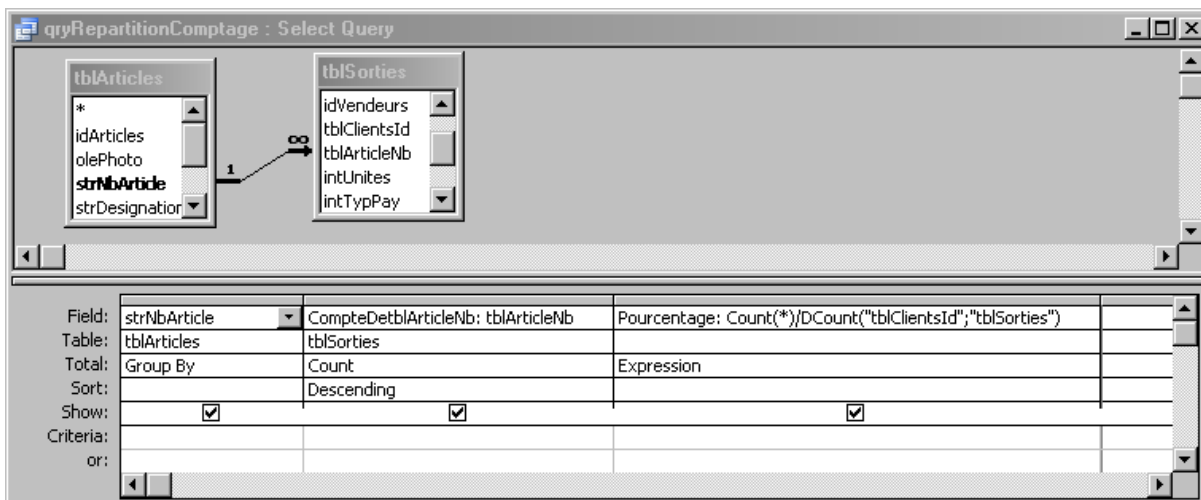 qryRepartitionComptage : Select Query
tblArticles
*
idArticles
olePhoto
strNbArticle
strDesignation
1
∞
tblSorties
idVendeurs
tblClientsId
tblArticleNb
intUnites
intTypPay
Field: strNbArticle CompteDetblArticleNb: tblArticleNb Pourcentage: Count(*)/DCount("tblClientsId";"tblSorties")
Table: tblArticles tblSorties
Total: Group By Count Expression
Sort: Descending
Show:
Criteria:
or: